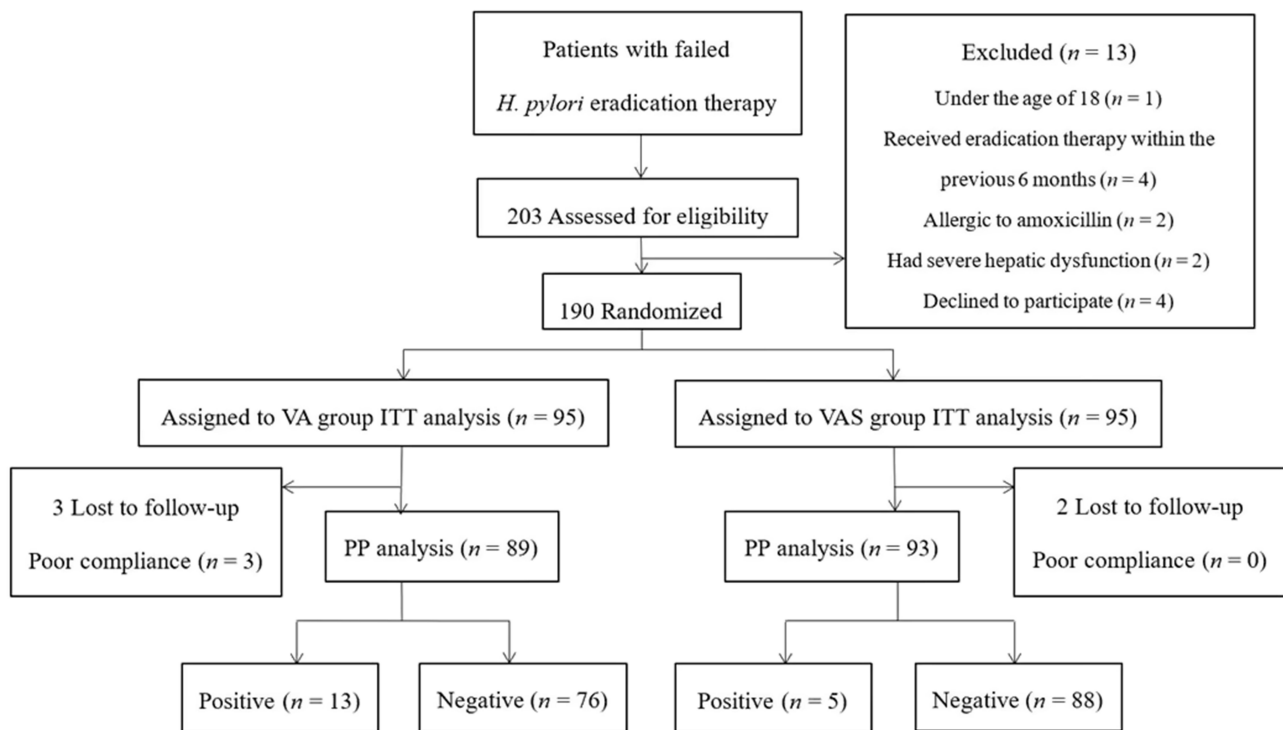 Patients with failed
H. pylori eradication therapy
Excluded (n = 13)
Under the age of 18 (n = 1)
Received eradication therapy within the
previous 6 months (n = 4)
Allergic to amoxicillin (n = 2)
Had severe hepatic dysfunction (n = 2)
Declined to participate (n = 4)
203 Assessed for eligibility
190 Randomized
Assigned to VA group ITT analysis (n = 95)
Assigned to VAS group ITT analysis (n = 95)
3 Lost to follow-up
Poor compliance (n = 3)
PP analysis (n = 89)
PP analysis (n = 93)
2 Lost to follow-up
Poor compliance (n = 0)
Positive (n = 13)
Negative (n = 76)
Positive (n = 5)
Negative (n = 88)